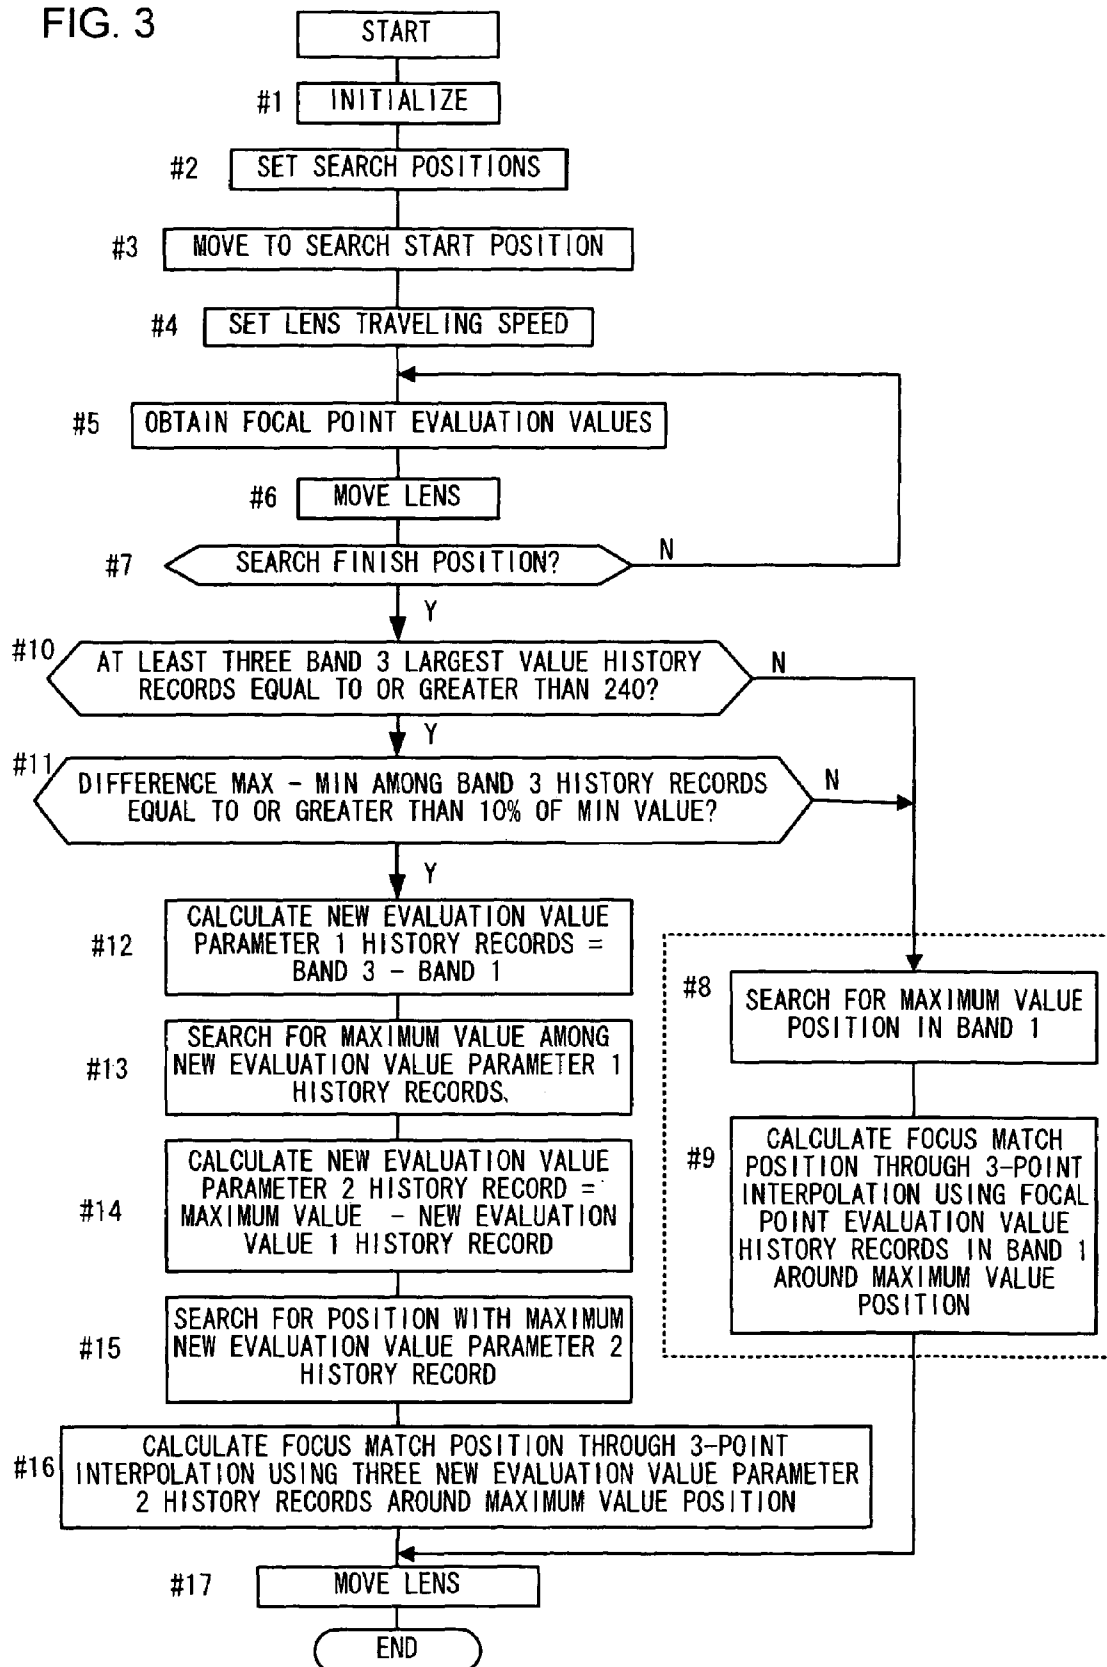 FIG. 3
START
#1
INITIALIZE
#2
SET SEARCH POSITIONS
#3
MOVE TO SEARCH START POSITION
#4
SET LENS TRAVELING SPEED
#5
OBTAIN FOCAL POINT EVALUATION VALUES
#6
MOVE LENS
#7
SEARCH FINISH POSITION?
N
Y
#10
AT LEAST THREE BAND 3 LARGEST VALUE HISTORY
RECORDS EQUAL TO OR GREATER THAN 240?
N
Y
#11
DIFFERENCE MAX - MIN AMONG BAND 3 HISTORY RECORDS
EQUAL TO OR GREATER THAN 10% OF MIN VALUE?
N
Y
#12
CALCULATE NEW EVALUATION VALUE
PARAMETER 1 HISTORY RECORDS =
BAND 3 - BAND 1
#13
SEARCH FOR MAXIMUM VALUE AMONG
NEW EVALUATION VALUE PARAMETER 1
HISTORY RECORDS.
#14
CALCULATE NEW EVALUATION VALUE
PARAMETER 2 HISTORY RECORD =
MAXIMUM VALUE - NEW EVALUATION
VALUE 1 HISTORY RECORD
#15
SEARCH FOR POSITION WITH MAXIMUM
NEW EVALUATION VALUE PARAMETER 2
HISTORY RECORD
#16
CALCULATE FOCUS MATCH POSITION THROUGH 3-POINT
INTERPOLATION USING THREE NEW EVALUATION VALUE PARAMETER
2 HISTORY RECORDS AROUND MAXIMUM VALUE POSITION
#8
SEARCH FOR MAXIMUM VALUE
POSITION IN BAND 1
#9
CALCULATE FOCUS MATCH
POSITION THROUGH 3-POINT
INTERPOLATION USING FOCAL
POINT EVALUATION VALUE
HISTORY RECORDS IN BAND 1
AROUND MAXIMUM VALUE
POSITION
#17
MOVE LENS
END